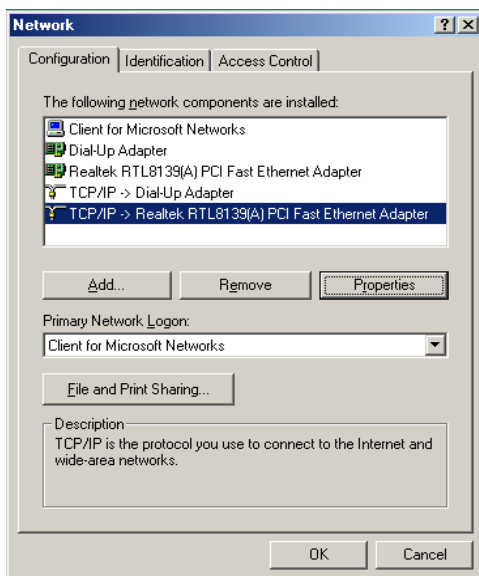 Network
Configuration Identification Access Control
The following network components are installed:
Client for Microsoft Networks
Dial-Up Adapter
Realtek RTL8139(A) PCI Fast Ethernet Adapter
TCP/IP -> Dial-Up Adapter
TCP/IP -> Realtek RTL8139(A) PCI Fast Ethernet Adapter
Add... Remove Properties
Primary Network Logon:
Client for Microsoft Networks
File and Print Sharing...
Description
TCP/IP is the protocol you use to connect to the Internet and
wide-area networks.
OK Cancel